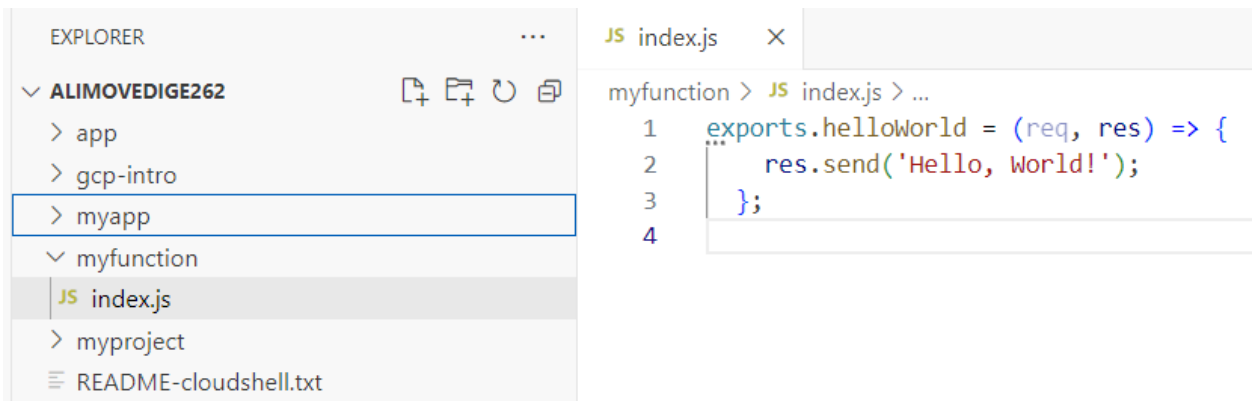 EXPLORER ...
ALIMOVEDIGE262
> app
> gcp-intro
> myapp
myfunction
JS index.js
> myproject
README-cloudshell.txt
JS index.js ×
myfunction > JS index.js > ...
1 exports.helloWorld = (req, res) => {
2 res.send('Hello, World!');
3 };
4